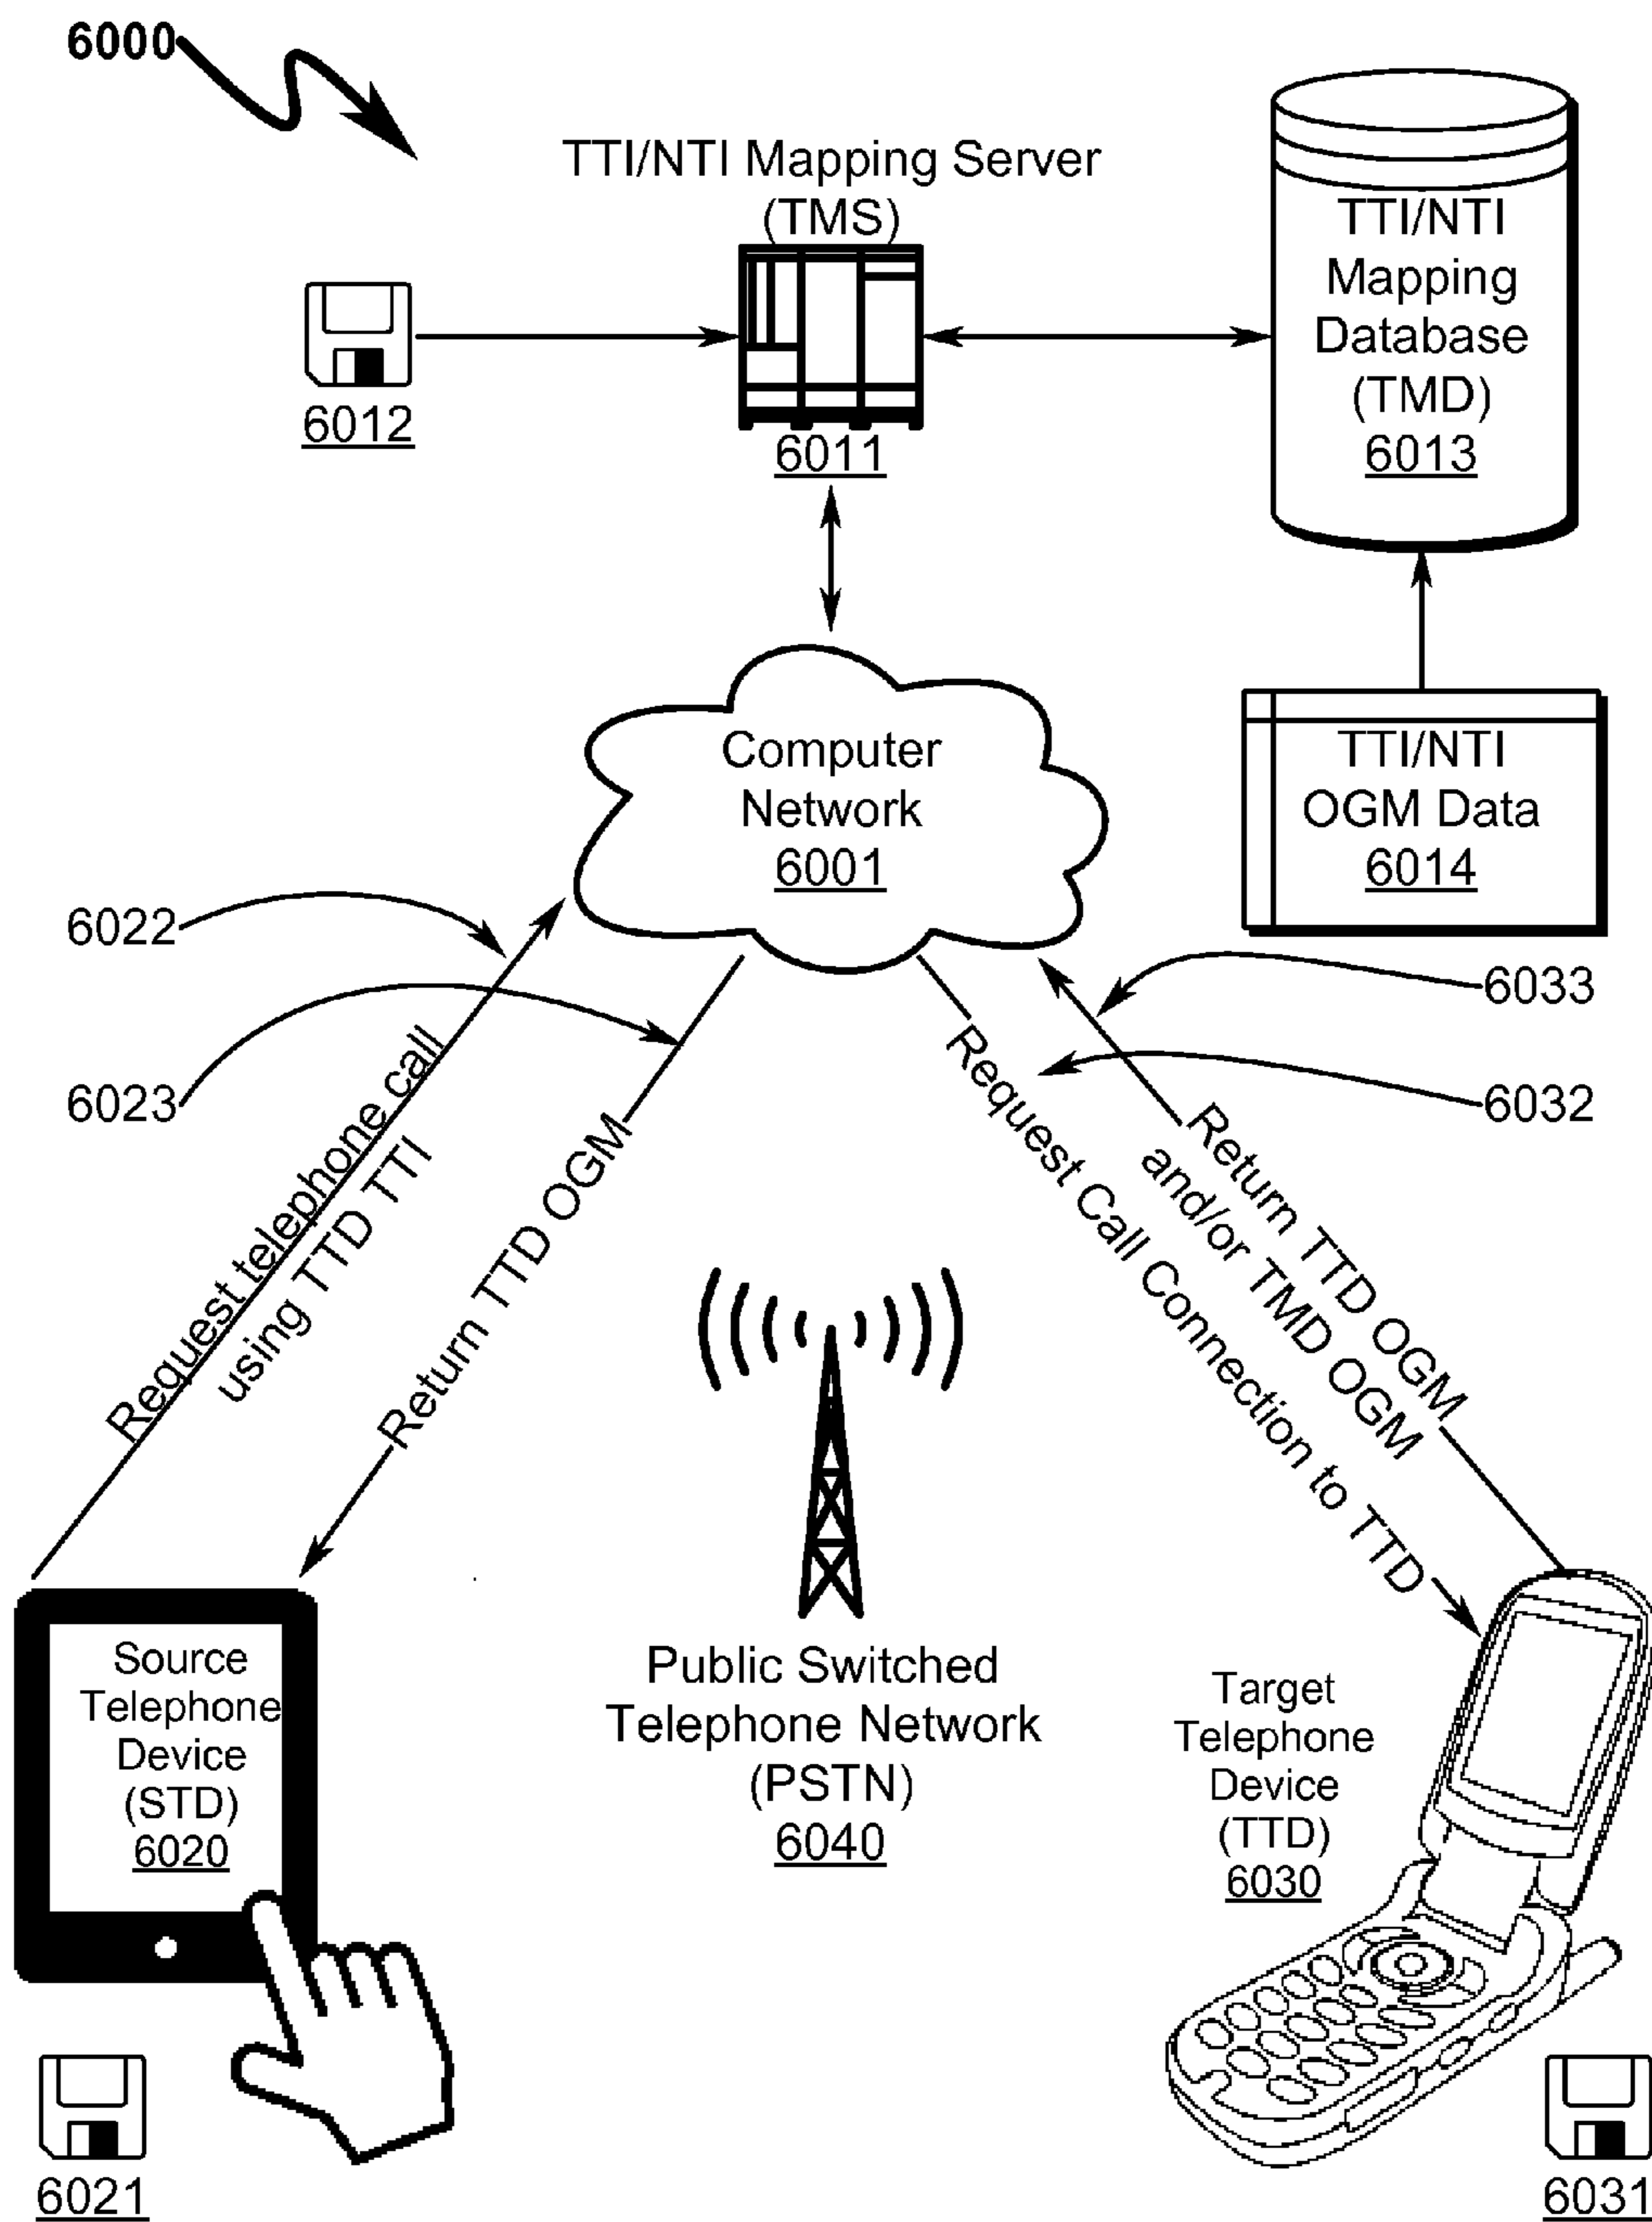 6000
TTI/NTI Mapping Server
(TMS)
6012
6011
TTI/NTI
Mapping
Database
(TMD)
6013
Computer
Network
6001
TTI/NTI
OGM Data
6014
6022
6023
6033
6032
Request telephone call
using TTD TTI
Return TTD OGM
Request Call Connection to TTD
Return TTD OGM
and/or TMD OGM
Source
Telephone
Device
(STD)
6020
Public Switched
Telephone Network
(PSTN)
6040
Target
Telephone
Device
(TTD)
6030
6021
6031